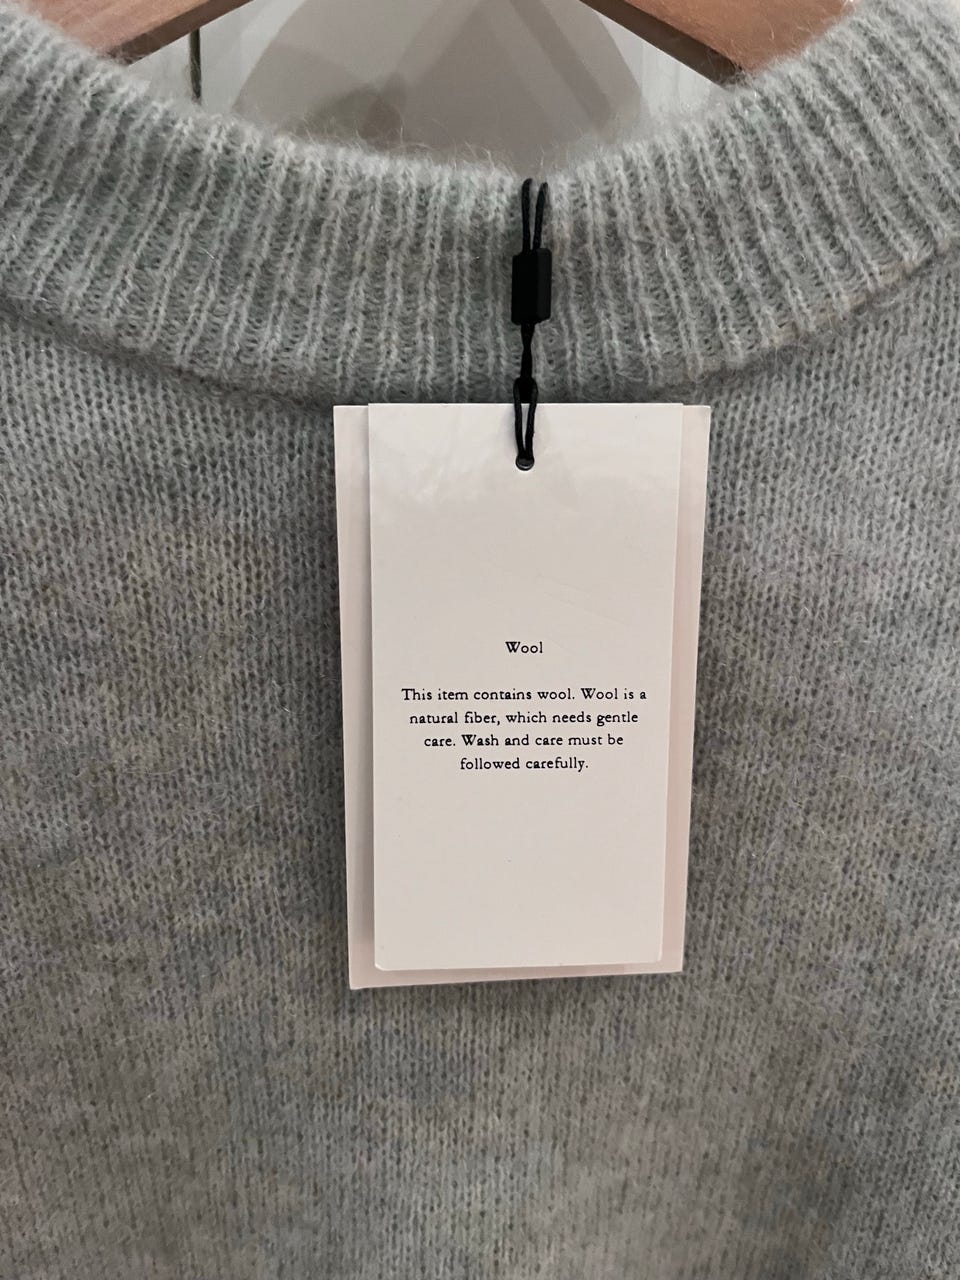 Wool
This item contains wool. Wool is a
natural fiber, which needs gentle
care. Wash and care must be
followed carefully.